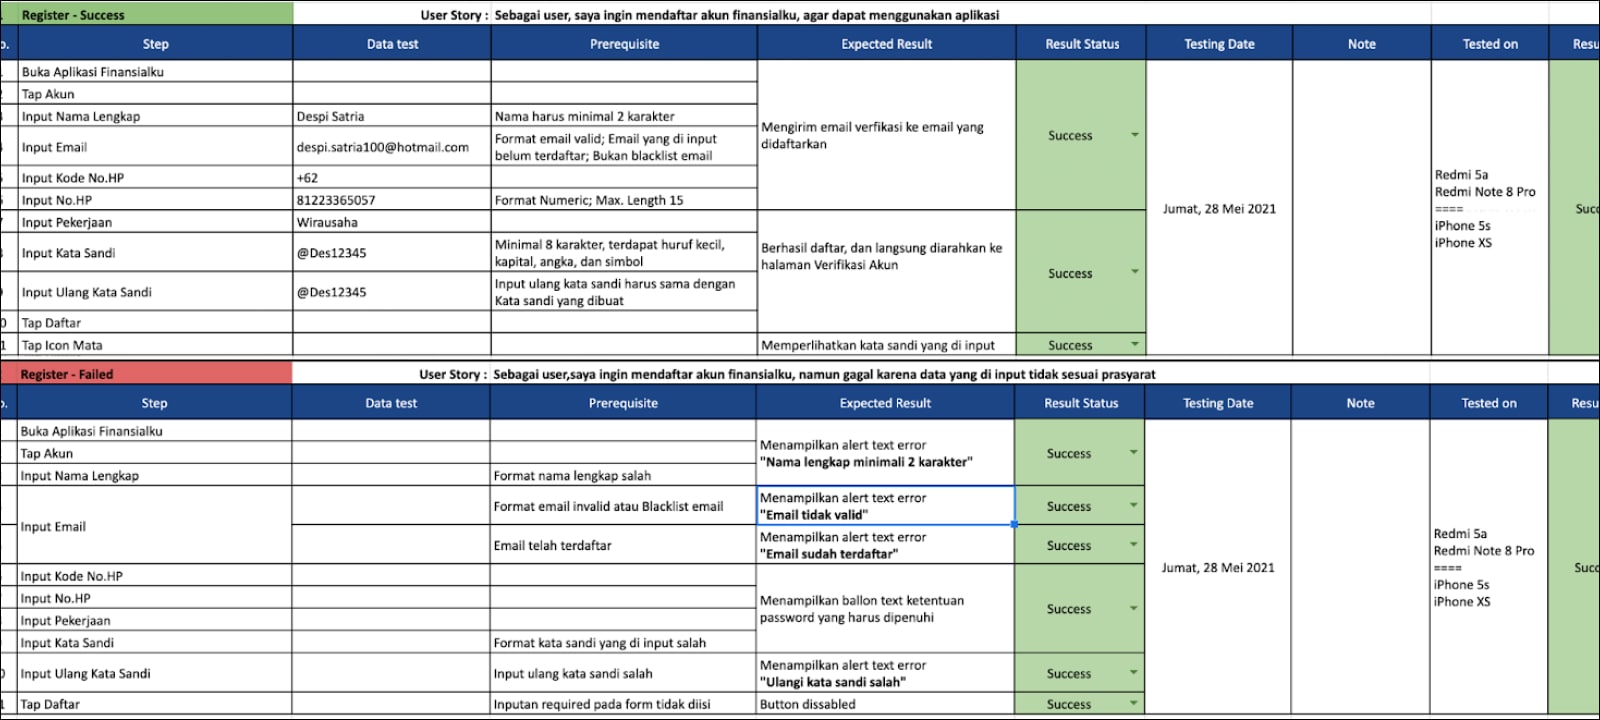 Register - Success
User Story : Sebagai user, saya ingin mendaftar akun finansialku, agar dapat menggunakan aplikasi
Step Data test Prerequisite Expected Result Result Status Testing Date Note Tested on
Buka Aplikasi Finansialku
Tap Akun
Input Nama Lengkap Despi Satria Nama harus minimal 2 karakter
Mengirim email verfikasi ke email yang
didaftarkan
Success
Input Email despi.satria100@hotmail.com
Format email valid; Email yang di input
belum terdaftar; Bukan blacklist email
Input Kode No.HP +62
Input No.HP 81223365057 Format Numeric; Max. Length 15
Input Pekerjaan Wirausaha
Input Kata Sandi @Des12345
Minimal 8 karakter, terdapat huruf kecil,
kapital, angka, dan simbol
Berhasil daftar, dan langsung diarahkan ke
halaman Verifikasi Akun
Success
Input Ulang Kata Sandi @Des12345
Input ulang kata sandi harus sama dengan
Kata sandi yang dibuat
Tap Daftar
Tap Icon Mata Memperlihatkan kata sandi yang di input Success
Jumat, 28 Mei 2021
Redmi 5a
Redmi Note 8 Pro
====
iPhone 5s
iPhone XS
Register - Failed
User Story : Sebagai user,saya ingin mendaftar akun finansialku, namun gagal karena data yang di input tidak sesuai prasyarat
Step Data test Prerequisite Expected Result Result Status Testing Date Note Tested on
Buka Aplikasi Finansialku
Tap Akun
Input Nama Lengkap Format nama lengkap salah
Menampilkan alert text error
"Nama lengkap minimali 2 karakter"
Success
Input Email
Format email invalid atau Blacklist email
Menampilkan alert text error
"Email tidak valid"
Success
Email telah terdaftar
Menampilkan alert text error
"Email sudah terdaftar"
Success
Input Kode No.HP
Input No.HP
Input Pekerjaan
Input Kata Sandi Format kata sandi yang di input salah
Menampilkan ballon text ketentuan
password yang harus dipenuhi
Success
Input Ulang Kata Sandi Input ulang kata sandi salah
Menampilkan alert text error
"Ulangi kata sandi salah"
Success
Tap Daftar Inputan required pada form tidak diisi Button dissabled Success
Jumat, 28 Mei 2021
Redmi 5a
Redmi Note 8 Pro
====
iPhone 5s
iPhone XS